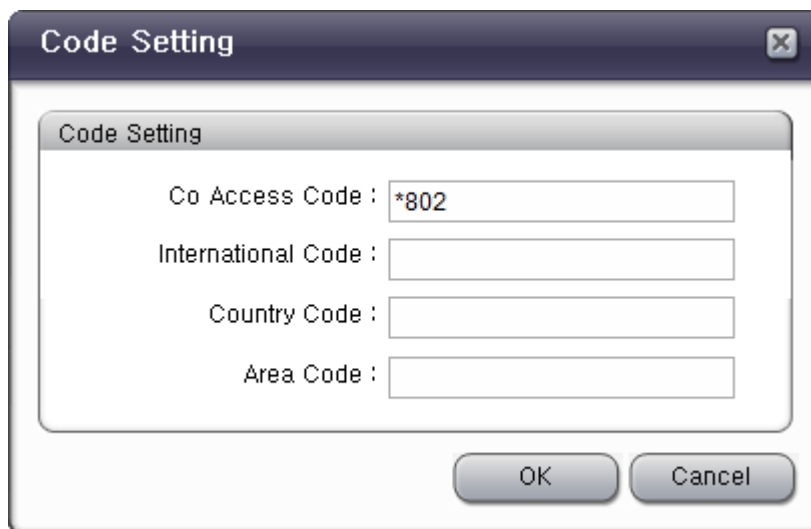 Code Setting
Code Setting
Co Access Code : *802
International Code :
Country Code :
Area Code :
OK Cancel